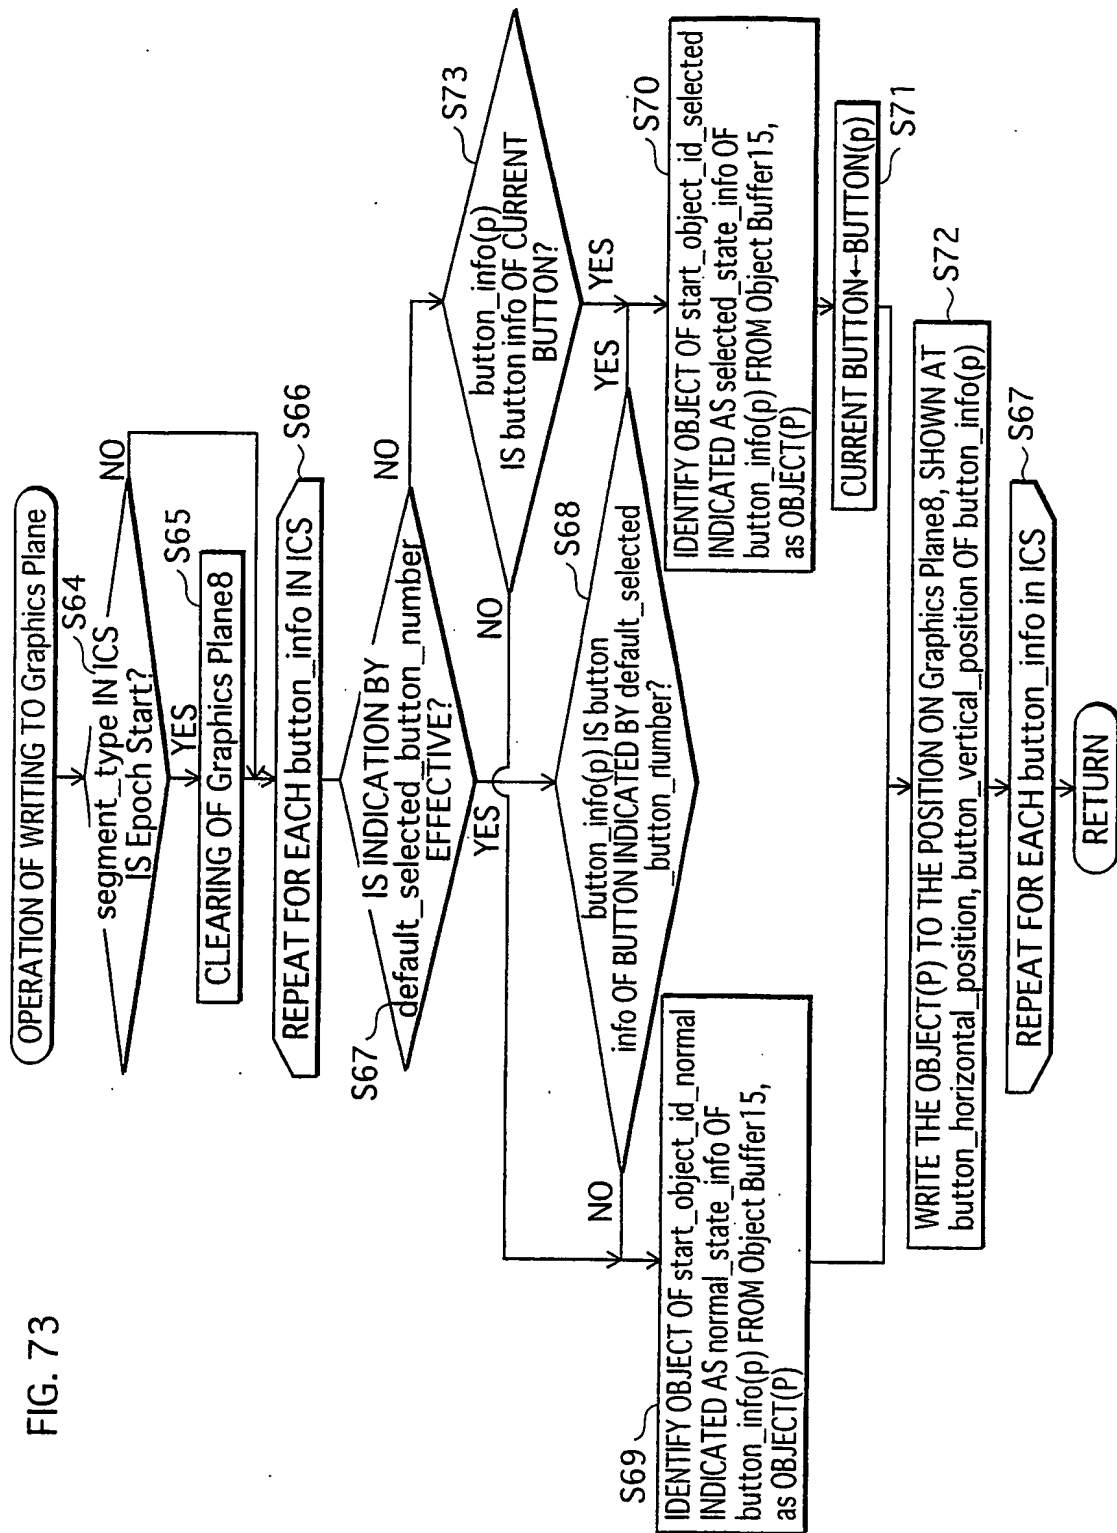 FIG. 73
OPERATION OF WRITING TO Graphics Plane
S64
segment_type IN ICS
IS Epoch Start?
NO
YES
S65
CLEARING OF Graphics Plane8
S66
REPEAT FOR EACH button_info IN ICS
S67
IS INDICATION BY
default_selected_button_number
EFFECTIVE?
NO
YES
S73
button_info(p)
IS button info OF CURRENT
BUTTON?
NO
YES
S68
button_info(p) IS button
info OF BUTTON INDICATED BY default_selected
_button_number?
NO
YES
S69
IDENTIFY OBJECT OF start_object_id_normal
INDICATED AS normal_state_info OF
button_info(p) FROM Object Buffer15,
as OBJECT(P)
S70
IDENTIFY OBJECT OF start_object_id_selected
INDICATED AS selected_state_info OF
button_info(p) FROM Object Buffer15,
as OBJECT(P)
S71
CURRENT BUTTON←BUTTON(p)
S72
WRITE THE OBJECT(P) TO THE POSITION ON Graphics Plane8, SHOWN AT
button_horizontal_position, button_vertical_position OF button_info(p)
S67
REPEAT FOR EACH button_info in ICS
RETURN